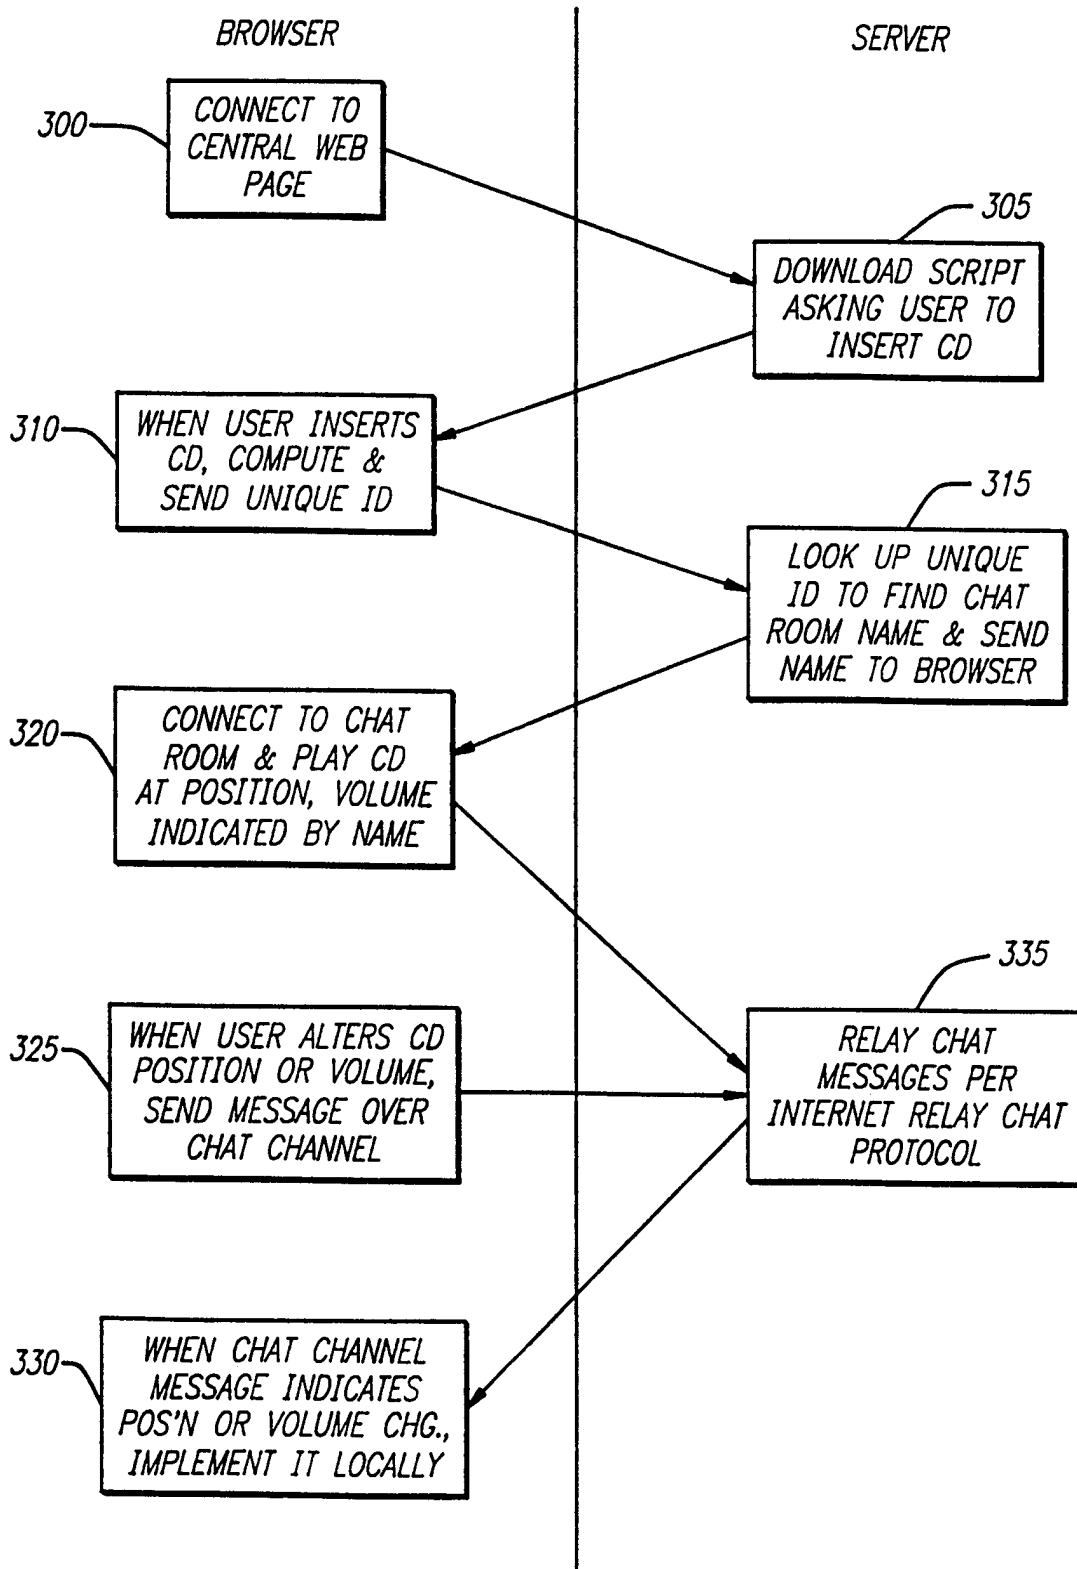 BROWSER
SERVER
300
CONNECT TO
CENTRAL WEB
PAGE
305
DOWNLOAD SCRIPT
ASKING USER TO
INSERT CD
310
WHEN USER INSERTS
CD, COMPUTE &
SEND UNIQUE ID
315
LOOK UP UNIQUE
ID TO FIND CHAT
ROOM NAME & SEND
NAME TO BROWSER
320
CONNECT TO CHAT
ROOM & PLAY CD
AT POSITION, VOLUME
INDICATED BY NAME
325
WHEN USER ALTERS CD
POSITION OR VOLUME,
SEND MESSAGE OVER
CHAT CHANNEL
335
RELAY CHAT
MESSAGES PER
INTERNET RELAY CHAT
PROTOCOL
330
WHEN CHAT CHANNEL
MESSAGE INDICATES
POS'N OR VOLUME CHG.,
IMPLEMENT IT LOCALLY